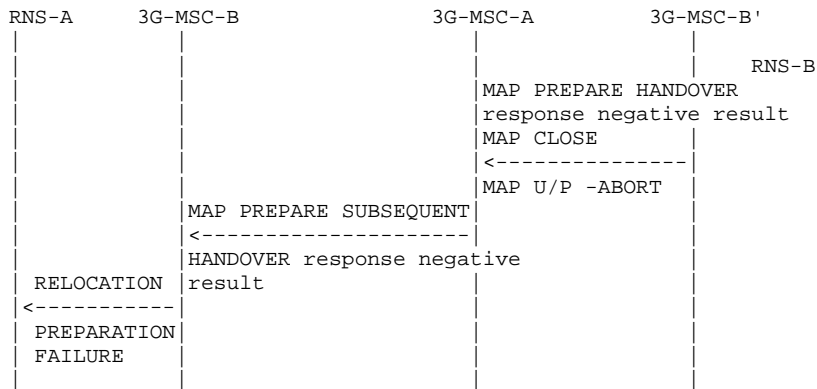 RNS-A 3G-MSC-B 3G-MSC-A 3G-MSC-B'
RNS-B
MAP PREPARE HANDOVER
response negative result
MAP CLOSE
MAP U/P -ABORT
MAP PREPARE SUBSEQUENT
HANDOVER response negative
RELOCATION result
PREPARATION
FAILURE